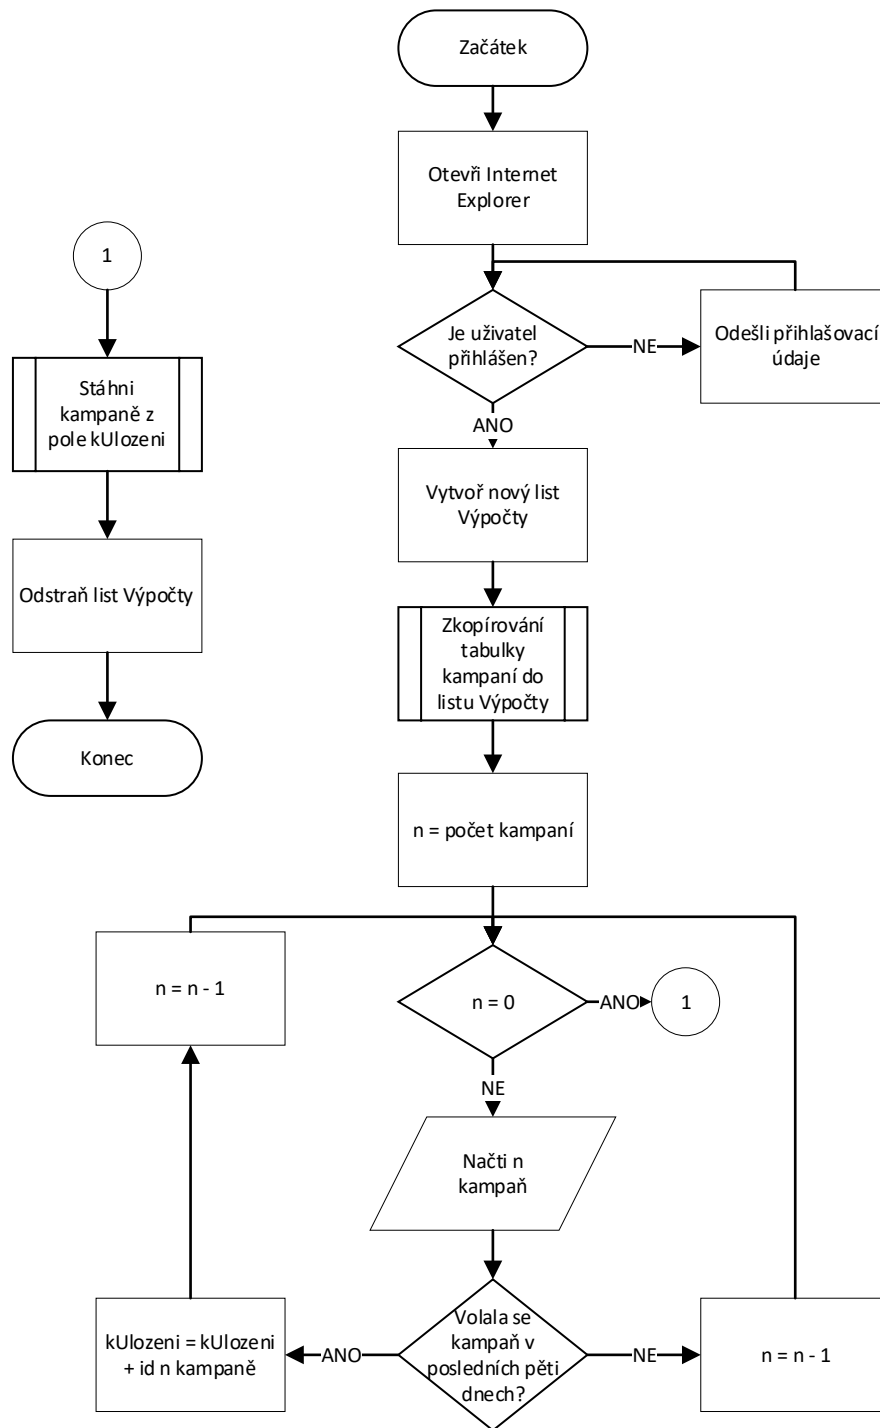 Začátek
Otevři Internet
Explorer
1
Je uživatel
přihlášen?
NE
Odešli přihlašovací
údaje
Stáhni
kampaně z
pole kUlozeni
ANO
Vytvoř nový list
Výpočty
Odstraň list Výpočty
Zkopírování
tabulky
kampaní do
listu Výpočty
Konec
n = počet kampaní
n = n - 1
n = 0
ANO
1
NE
Načti n
kampaň
kUlozeni = kUlozeni
+ id n kampaně
ANO
Volala se
kampaň v
posledních pěti
dnech?
NE
n = n - 1